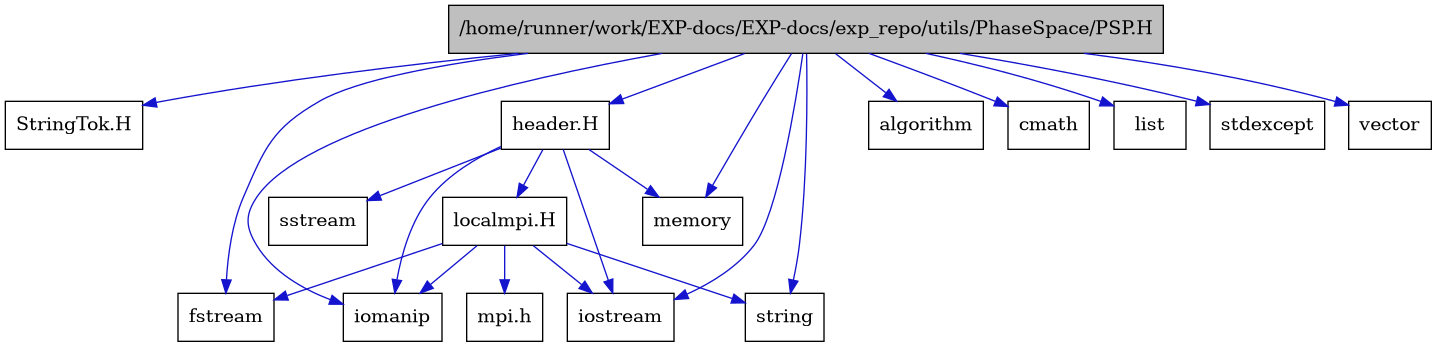 /home/runner/work/EXP-docs/EXP-docs/exp_repo/utils/PhaseSpace/PSP.H
StringTok.H
header.H
algorithm
cmath
list
stdexcept
vector
sstream
localmpi.H
memory
fstream
iomanip
mpi.h
iostream
string